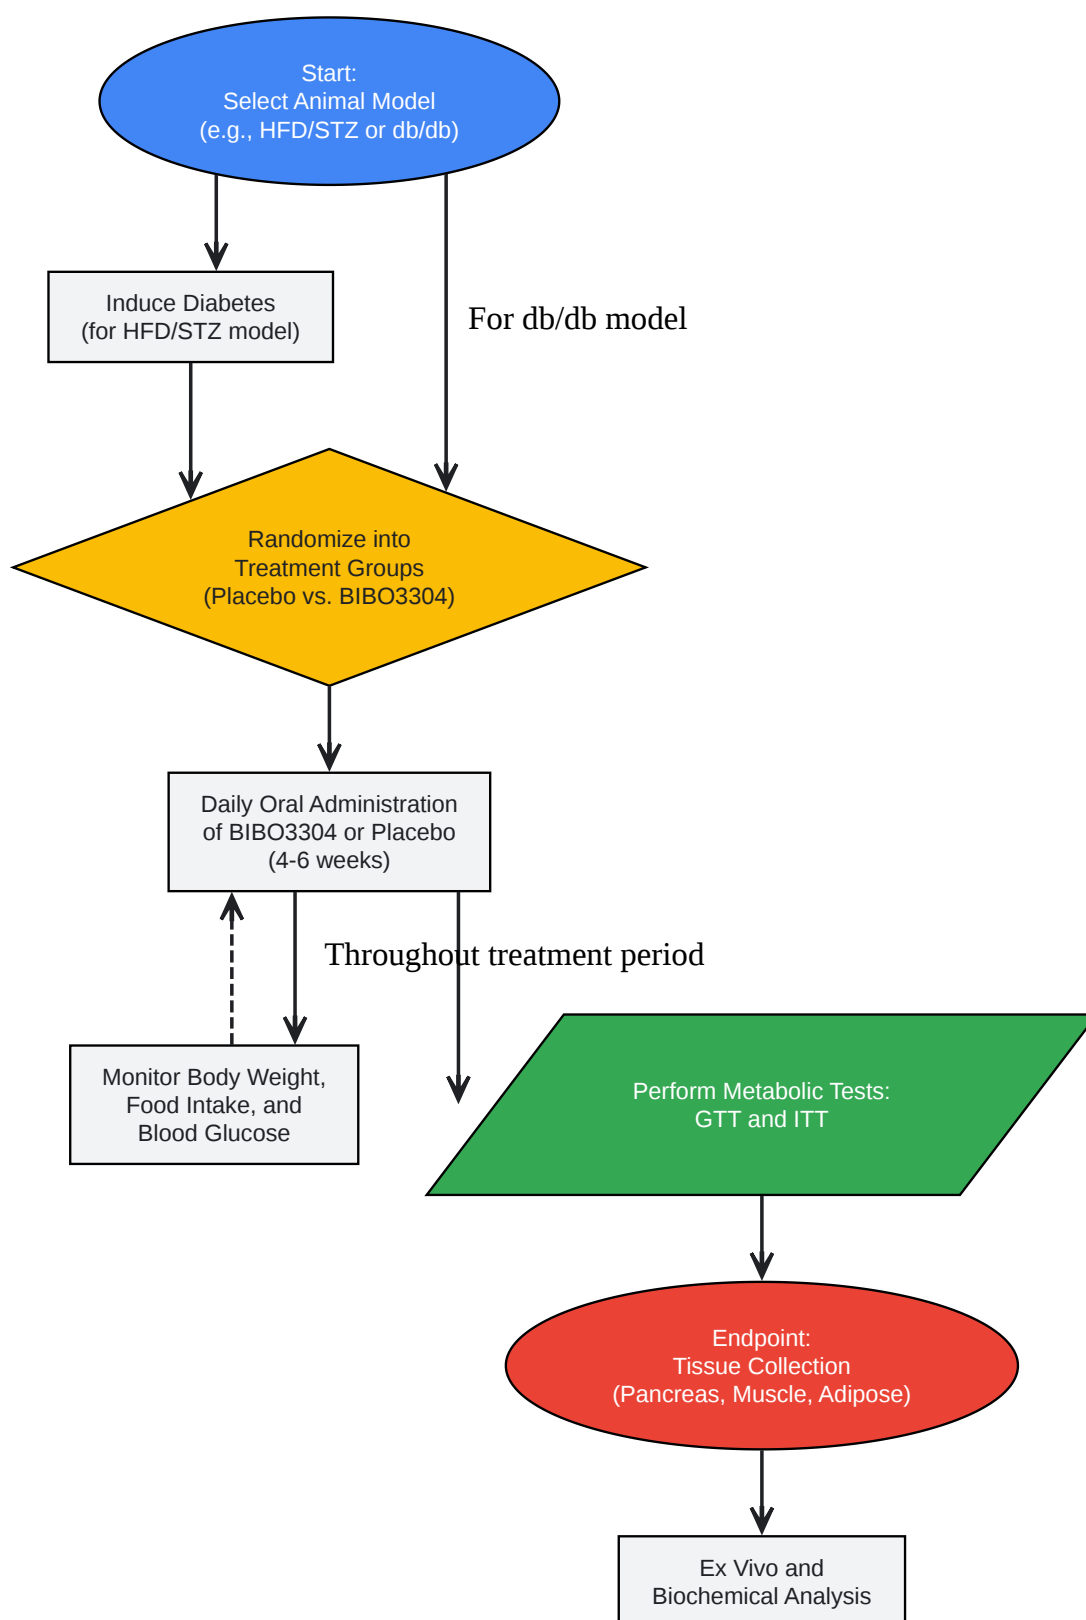 Start:
Select Animal Model
(e.g., HFD/STZ or db/db)
Induce Diabetes
(for HFD/STZ model)
For db/db model
Randomize into
Treatment Groups
(Placebo vs. BIBO3304)
Daily Oral Administration
of BIBO3304 or Placebo
(4-6 weeks)
Throughout treatment period
Monitor Body Weight,
Food Intake, and
Blood Glucose
Perform Metabolic Tests:
GTT and ITT
Endpoint:
Tissue Collection
(Pancreas, Muscle, Adipose)
Ex Vivo and
Biochemical Analysis